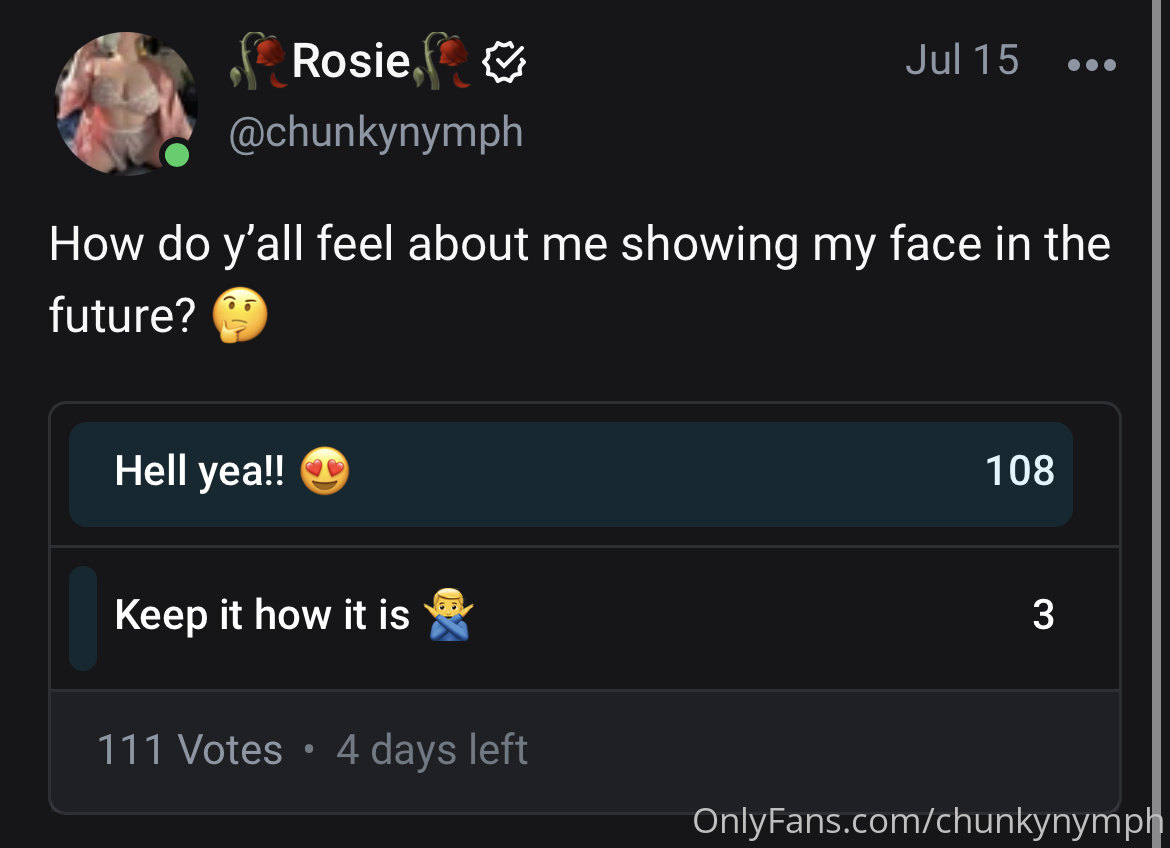 🥀Rosie🥀
Jul 15
@chunkynymph
How do y’all feel about me showing my face in the
future? 🤔
Hell yea!! 😍 108
Keep it how it is 🙅‍♂️ 3
111 Votes • 4 days left
OnlyFans.com/chunkynymph